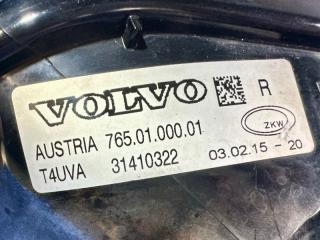 VOLVO R
AUSTRIA 765.01.000.01 ZKW
T4UVA 31410322 03.02.15 - 20